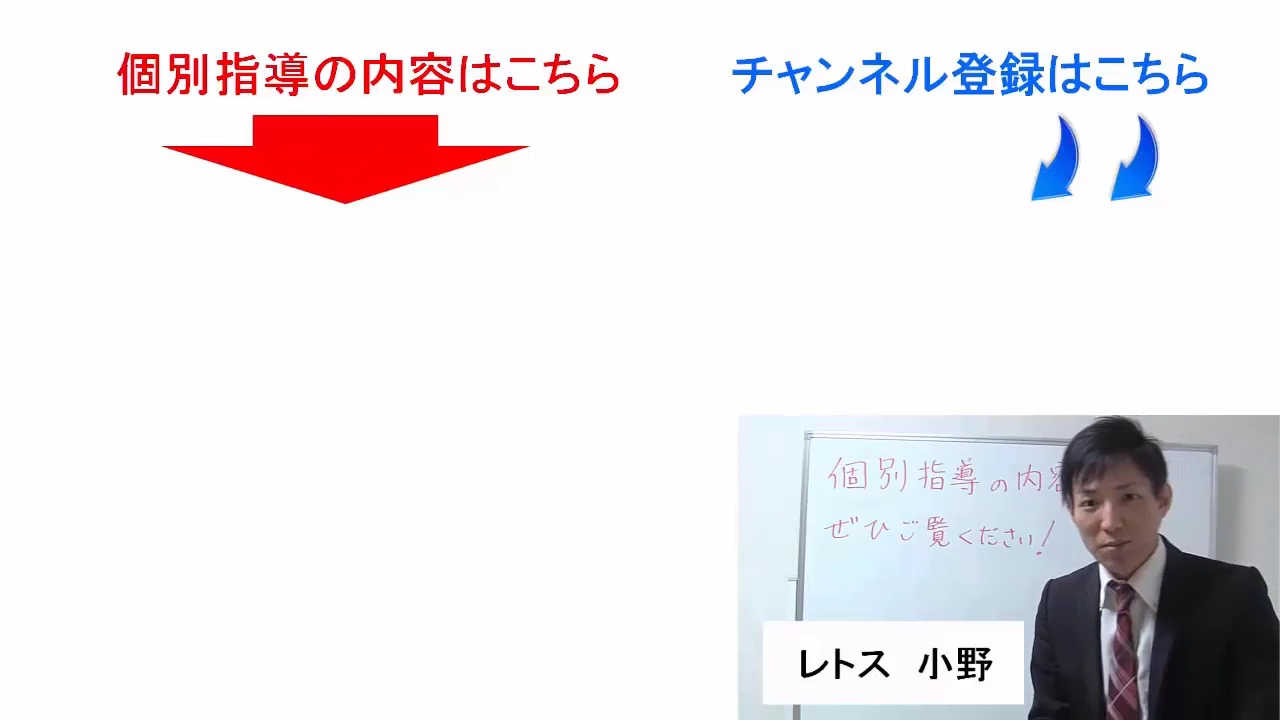 個別指導の内容はこちら
チャンネル登録はこちら
個別指導の内容
ぜひご覧ください!
レトス 小野